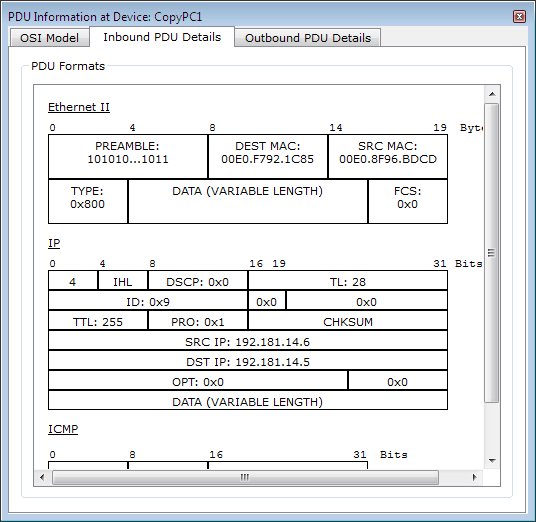 PDU Information at Device: CopyPC1
OSI Model Inbound PDU Details Outbound PDU Details
PDU Formats
Ethernet II
0 4 8 14 19 Byte
PREAMBLE: DEST MAC: SRC MAC:
101010...1011 00E0.F792.1C85 00E0.8F96.BDCD
TYPE: DATA (VARIABLE LENGTH) FCS:
0x800 0x0
IP
0 4 8 16 19 31 Bits
4 IHL DSCP: 0x0 TL: 28
ID: 0x9 0x0 0x0
TTL: 255 PRO: 0x1 CHKSUM
SRC IP: 192.181.14.6
DST IP: 192.181.14.5
OPT: 0x0 0x0
DATA (VARIABLE LENGTH)
ICMP
0 8 16 31 Bits